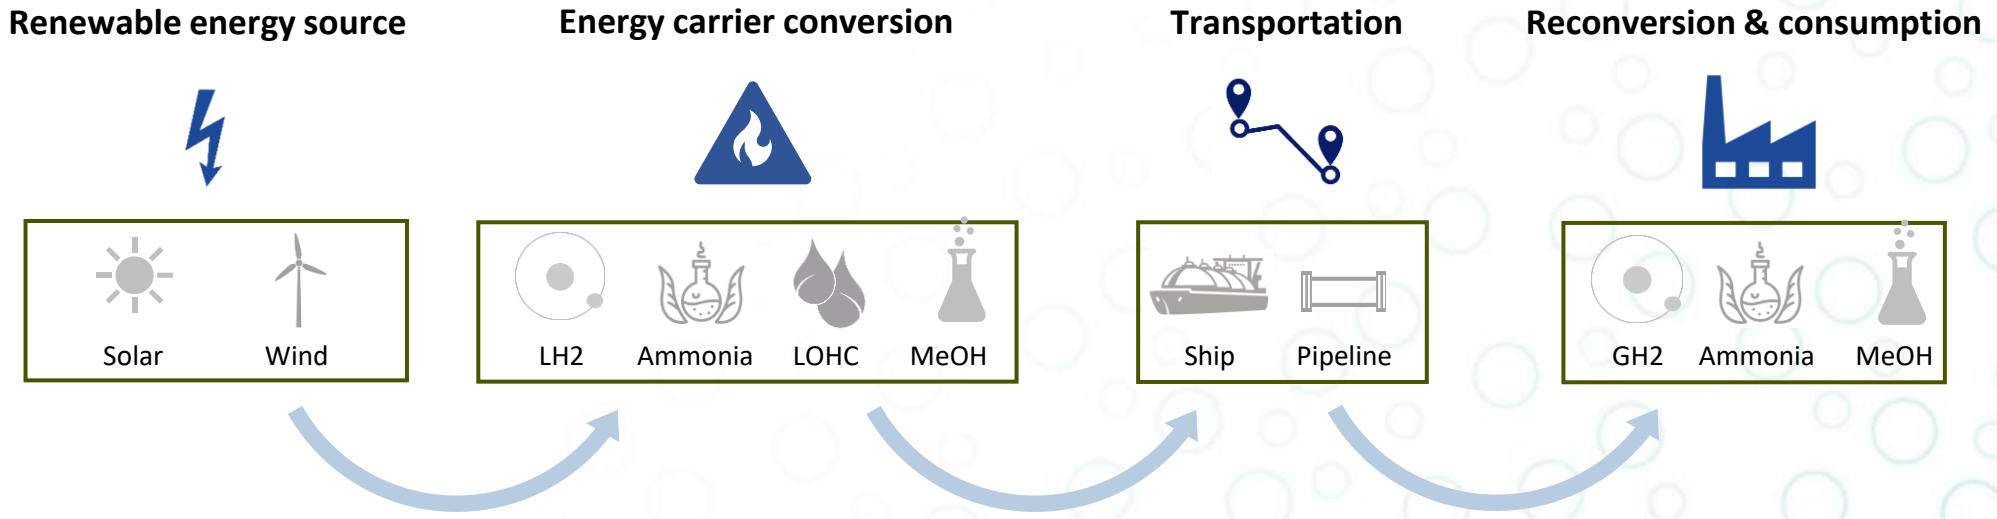 Renewable energy source
Energy carrier conversion
Transportation
Reconversion & consumption
Solar
Wind
LH2
Ammonia
LOHC
MeOH
Ship
Pipeline
GH2
Ammonia
MeOH